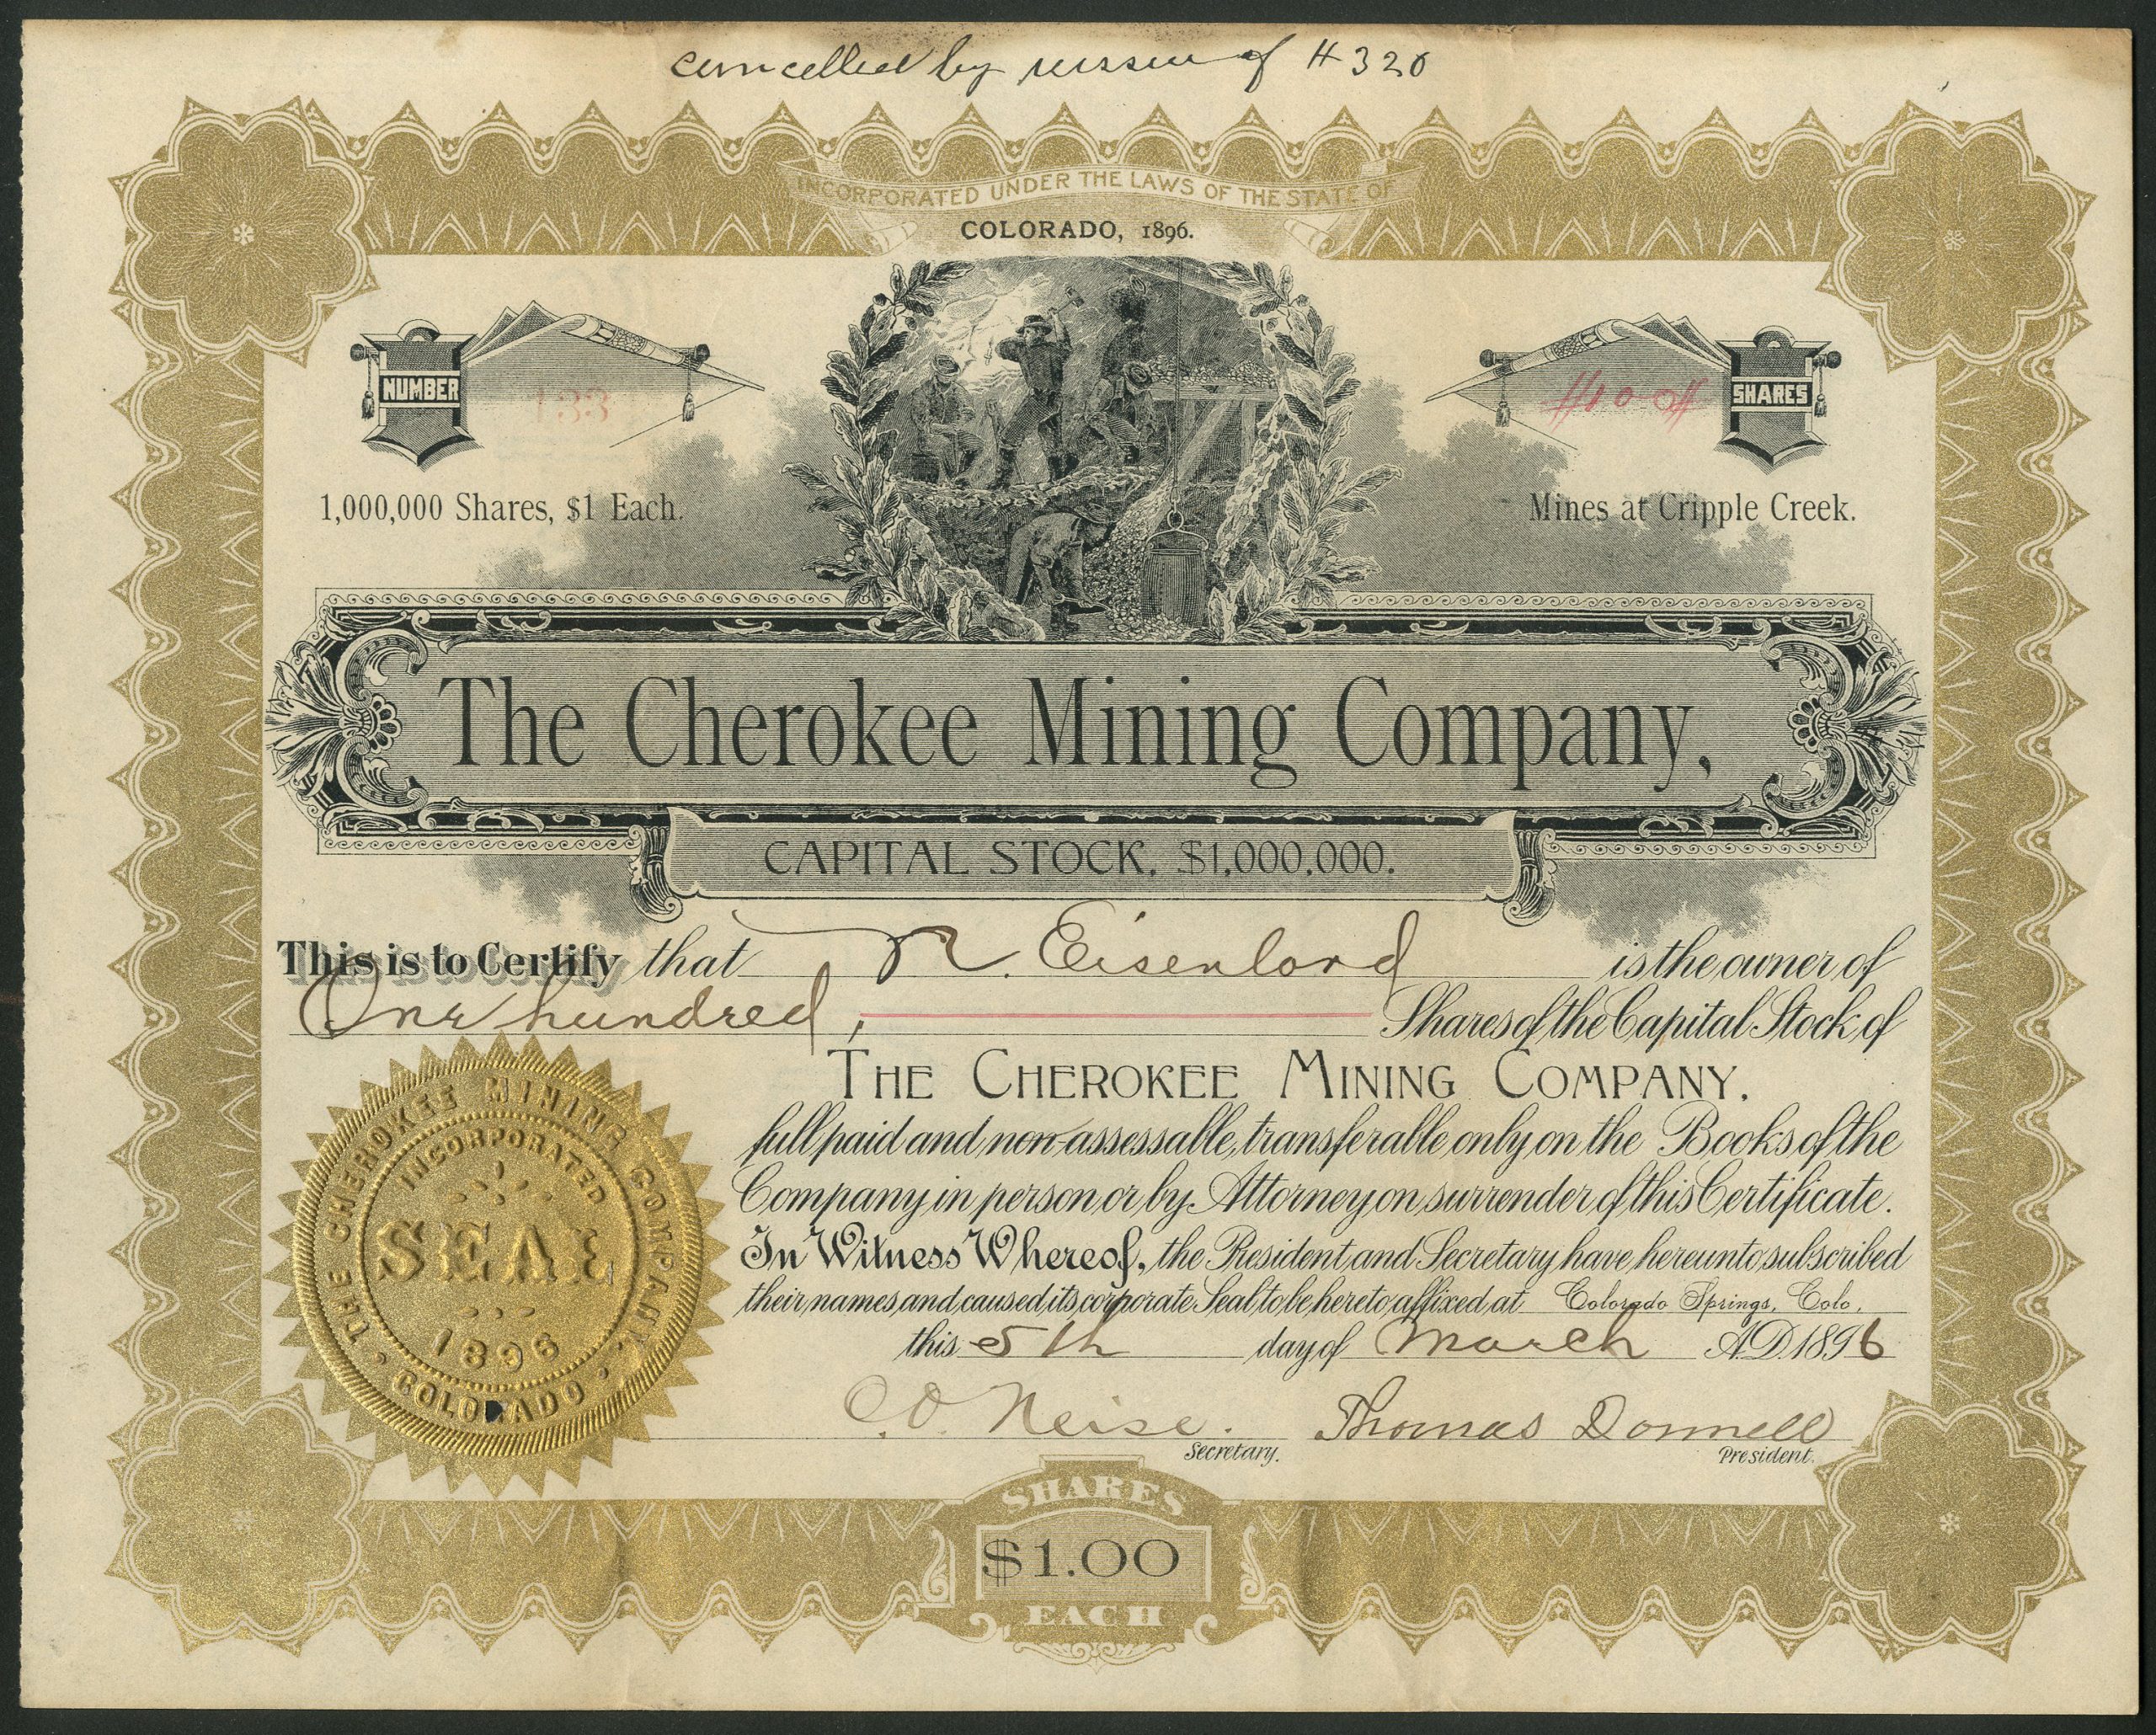 cancelled by reissue of # 320
INCORPORATED UNDER THE LAWS OF THE STATE OF
COLORADO, 1896.
NUMBER 133
#100# SHARES
1,000,000 Shares, $1 Each.
Mines at Cripple Creek.
The Cherokee Mining Company,
CAPITAL STOCK, $1,000,000.
This is to Certify that N. Eisenlord is the owner of
One hundred, Shares of the Capital Stock of
THE CHEROKEE MINING COMPANY.
full paid and non-assessable, transferable only on the Books of the
Company in person or by Attorney on surrender of this Certificate.
In Witness Whereof, the President and Secretary have hereunto subscribed
their names and caused its corporate Seal to be hereto affixed at Colorado Springs, Colo,
this 5th day of March A.D. 1896
C.O. Neise. Thomas Donnell
Secretary. President.
THE CHEROKEE MINING COMPANY
INCORPORATED
SEAL
1896
COLORADO
SHARES
$1.00
EACH